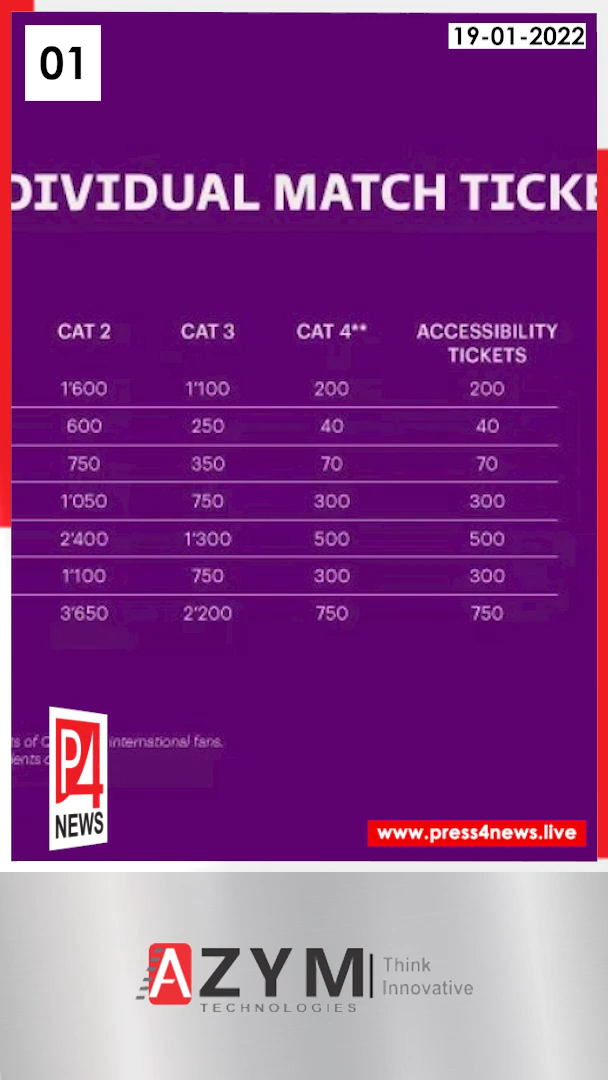 01
19-01-2022
DIVIDUAL MATCH TICKE
CAT 2 CAT 3 CAT 4** ACCESSIBILITY TICKETS
1'600 1'100 200 200
600 250 40 40
750 350 70 70
1'050 750 300 300
2'400 1'300 500 500
1'100 750 300 300
3'650 2'200 750 750
ts of international fans.
P4
NEWS
www.press4news.live
AZYM
TECHNOLOGIES
Think
Innovative